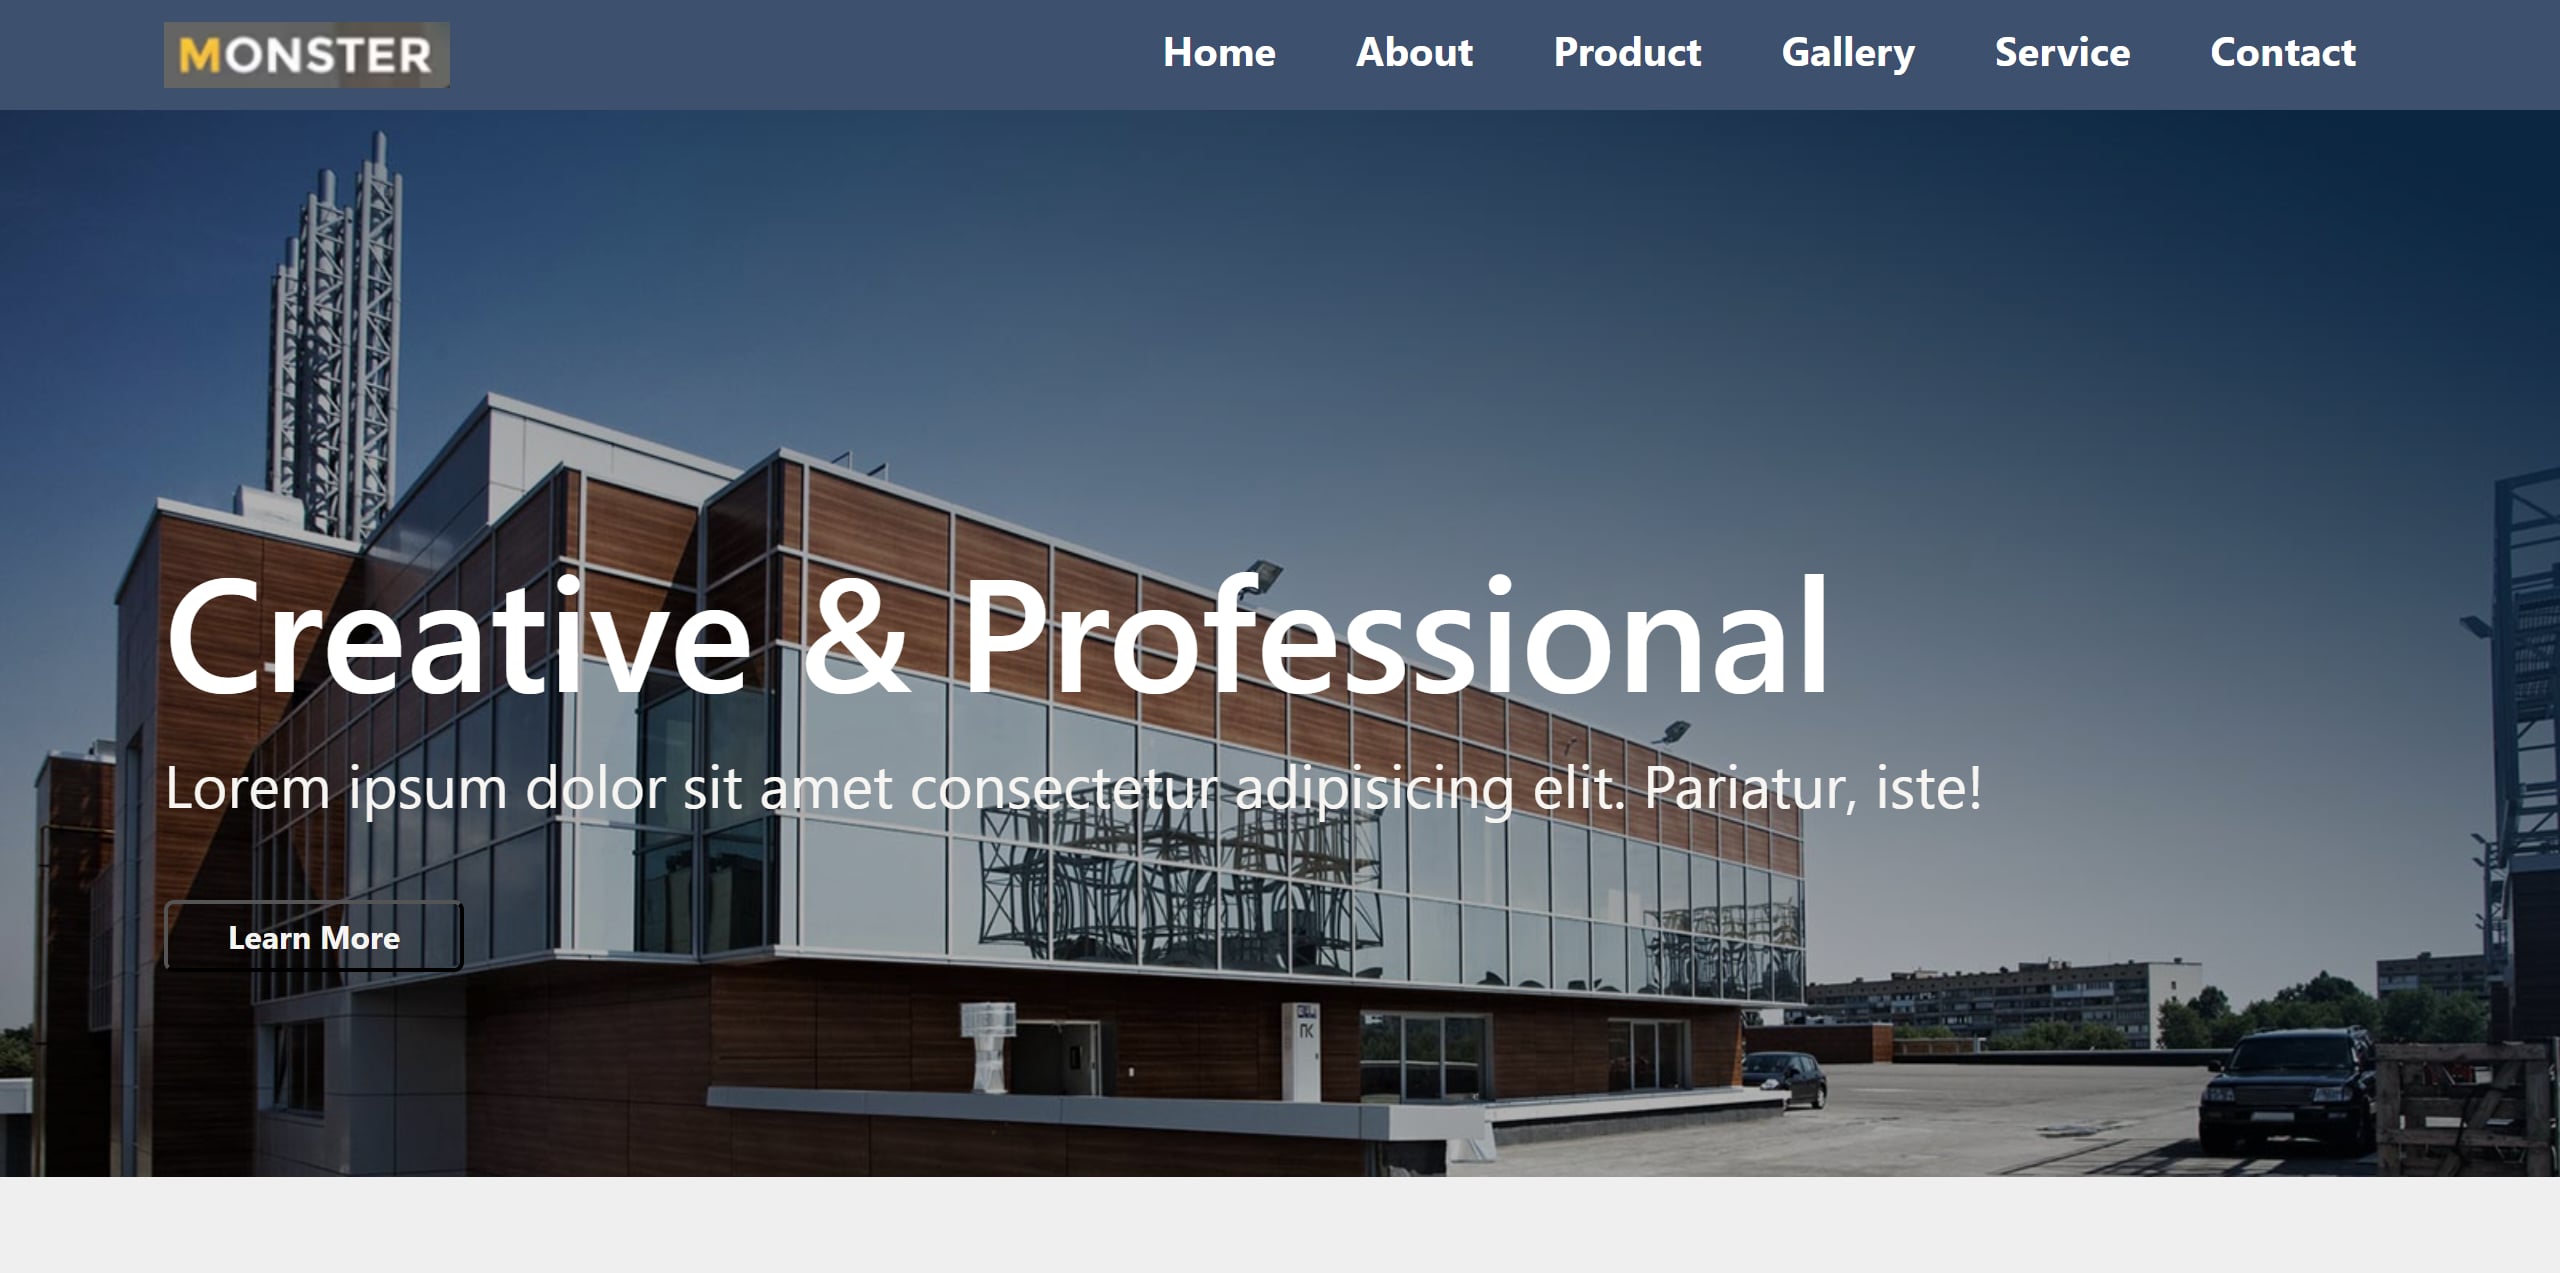 MONSTER
Home About Product Gallery Service Contact
Creative & Professional
Lorem ipsum dolor sit amet consectetur adipisicing elit. Pariatur, iste!
Learn More